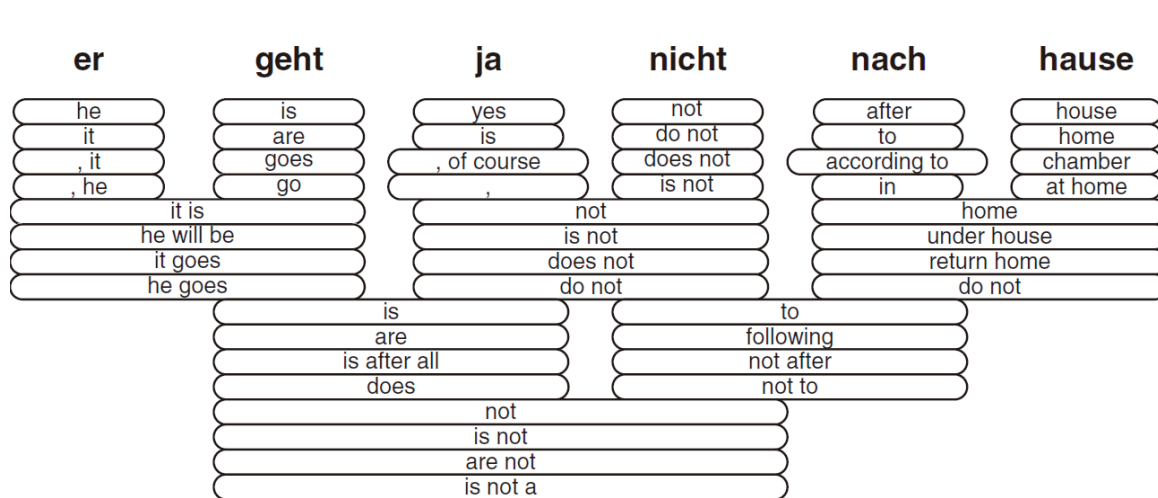 er geht ja nicht nach hause
he is yes not after house
it are is do not to home
, it goes , of course does not according to chamber
, he go , is not in at home
it is not home
he will be is not under house
it goes does not return home
he goes do not do not
is to
are following
is after all not after
does not to
not
is not
are not
is not a